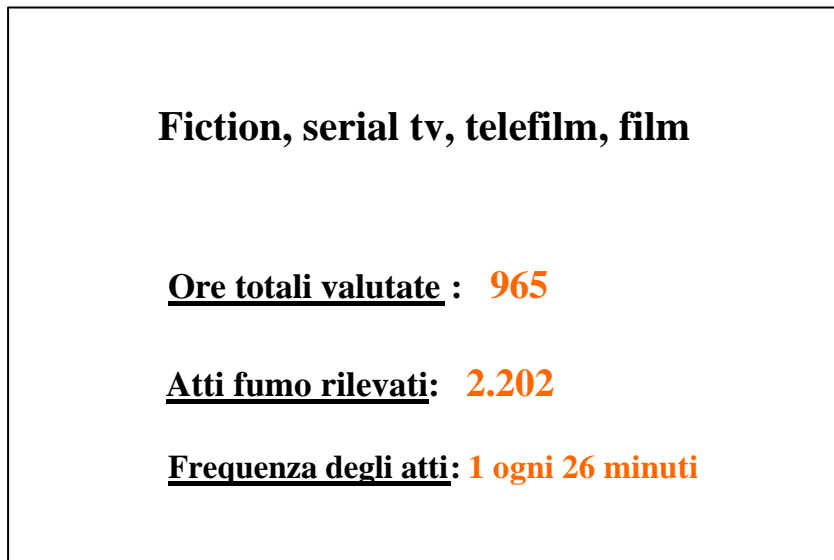 Fiction, serial tv, telefilm, film
Ore totali valutate : 965
Atti fumo rilevati: 2.202
Frequenza degli atti: 1 ogni 26 minuti